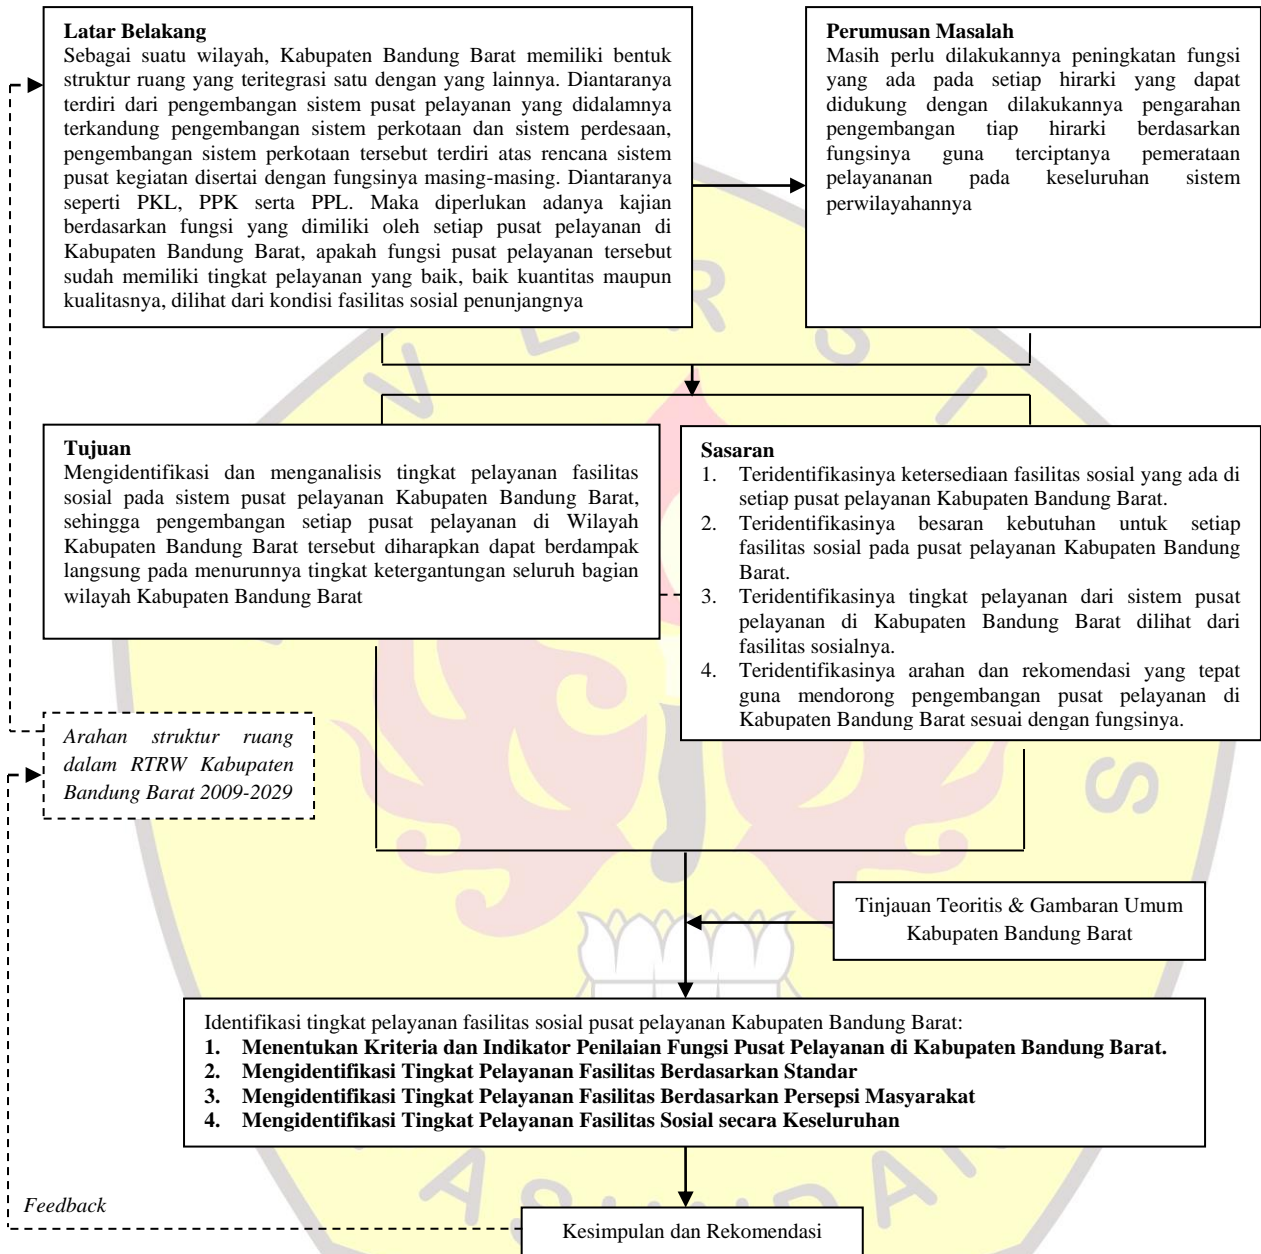 Latar Belakang
Sebagai suatu wilayah, Kabupaten Bandung Barat memiliki bentuk
struktur ruang yang teritegrasi satu dengan yang lainnya. Diantaranya
terdiri dari pengembangan sistem pusat pelayanan yang didalamnya
terkandung pengembangan sistem perkotaan dan sistem perdesaan,
pengembangan sistem perkotaan tersebut terdiri atas rencana sistem
pusat kegiatan disertai dengan fungsinya masing-masing. Diantaranya
seperti PKL, PPK serta PPL. Maka diperlukan adanya kajian
berdasarkan fungsi yang dimiliki oleh setiap pusat pelayanan di
Kabupaten Bandung Barat, apakah fungsi pusat pelayanan tersebut
sudah memiliki tingkat pelayanan yang baik, baik kuantitas maupun
kualitasnya, dilihat dari kondisi fasilitas sosial penunjangnya
Perumusan Masalah
Masih perlu dilakukannya peningkatan fungsi
yang ada pada setiap hirarki yang dapat
didukung dengan dilakukannya pengarahan
pengembangan tiap hirarki berdasarkan
fungsinya guna terciptanya pemerataan
pelayananan pada keseluruhan sistem
perwilayahannya
Tujuan
Mengidentifikasi dan menganalisis tingkat pelayanan fasilitas
sosial pada sistem pusat pelayanan Kabupaten Bandung Barat,
sehingga pengembangan setiap pusat pelayanan di Wilayah
Kabupaten Bandung Barat tersebut diharapkan dapat berdampak
langsung pada menurunnya tingkat ketergantungan seluruh bagian
wilayah Kabupaten Bandung Barat
Sasaran
1. Teridentifikasinya ketersediaan fasilitas sosial yang ada di
setiap pusat pelayanan Kabupaten Bandung Barat.
2. Teridentifikasinya besaran kebutuhan untuk setiap
fasilitas sosial pada pusat pelayanan Kabupaten Bandung
Barat.
3. Teridentifikasinya tingkat pelayanan dari sistem pusat
pelayanan di Kabupaten Bandung Barat dilihat dari
fasilitas sosialnya.
4. Teridentifikasinya arahan dan rekomendasi yang tepat
guna mendorong pengembangan pusat pelayanan di
Kabupaten Bandung Barat sesuai dengan fungsinya.
Arahan struktur ruang
dalam RTRW Kabupaten
Bandung Barat 2009-2029
Tinjauan Teoritis & Gambaran Umum
Kabupaten Bandung Barat
Identifikasi tingkat pelayanan fasilitas sosial pusat pelayanan Kabupaten Bandung Barat:
1. Menentukan Kriteria dan Indikator Penilaian Fungsi Pusat Pelayanan di Kabupaten Bandung Barat.
2. Mengidentifikasi Tingkat Pelayanan Fasilitas Berdasarkan Standar
3. Mengidentifikasi Tingkat Pelayanan Fasilitas Berdasarkan Persepsi Masyarakat
4. Mengidentifikasi Tingkat Pelayanan Fasilitas Sosial secara Keseluruhan
Feedback
Kesimpulan dan Rekomendasi